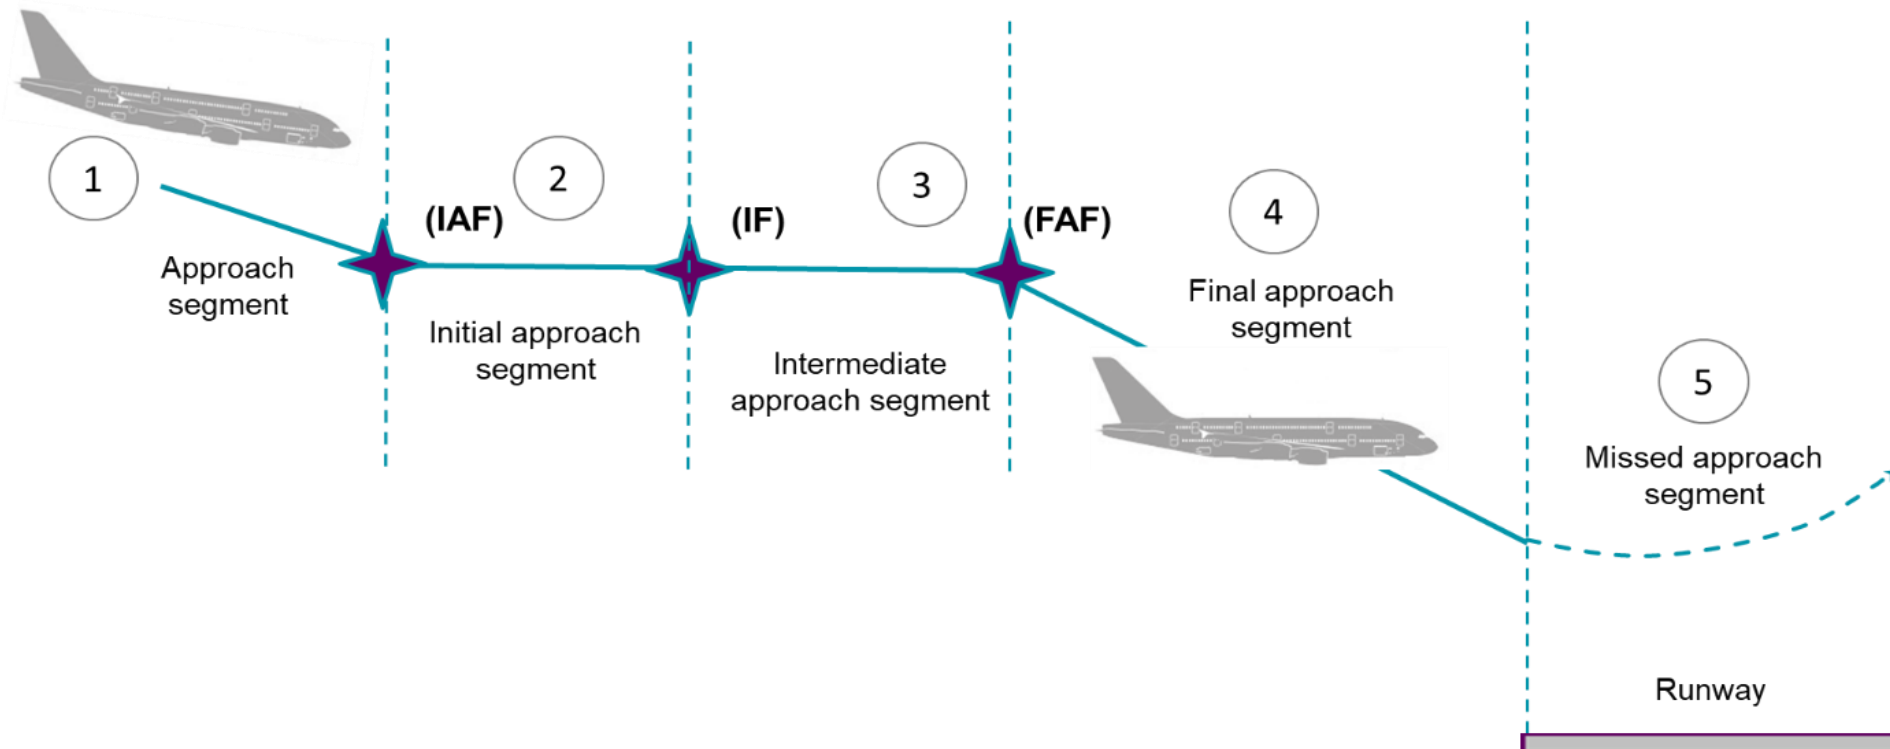 1
Approach
segment
(IAF)
2
Initial approach
segment
(IF)
3
Intermediate
approach segment
(FAF)
4
Final approach
segment
5
Missed approach
segment
Runway